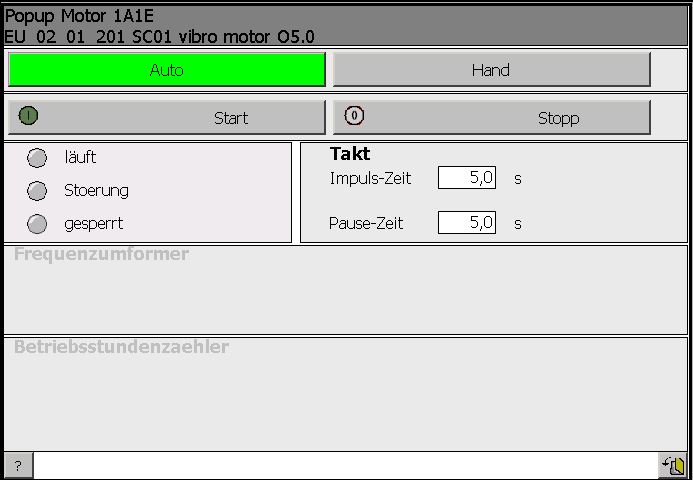 Popup Motor 1A1E
EU 02 01 201 SC01 vibro motor O5.0
Auto Hand
Start Stopp
läuft
Stoerung
gesperrt
Takt
Impuls-Zeit 5,0 s
Pause-Zeit 5,0 s
Frequenzumformer
Betriebsstundenzaehler
?